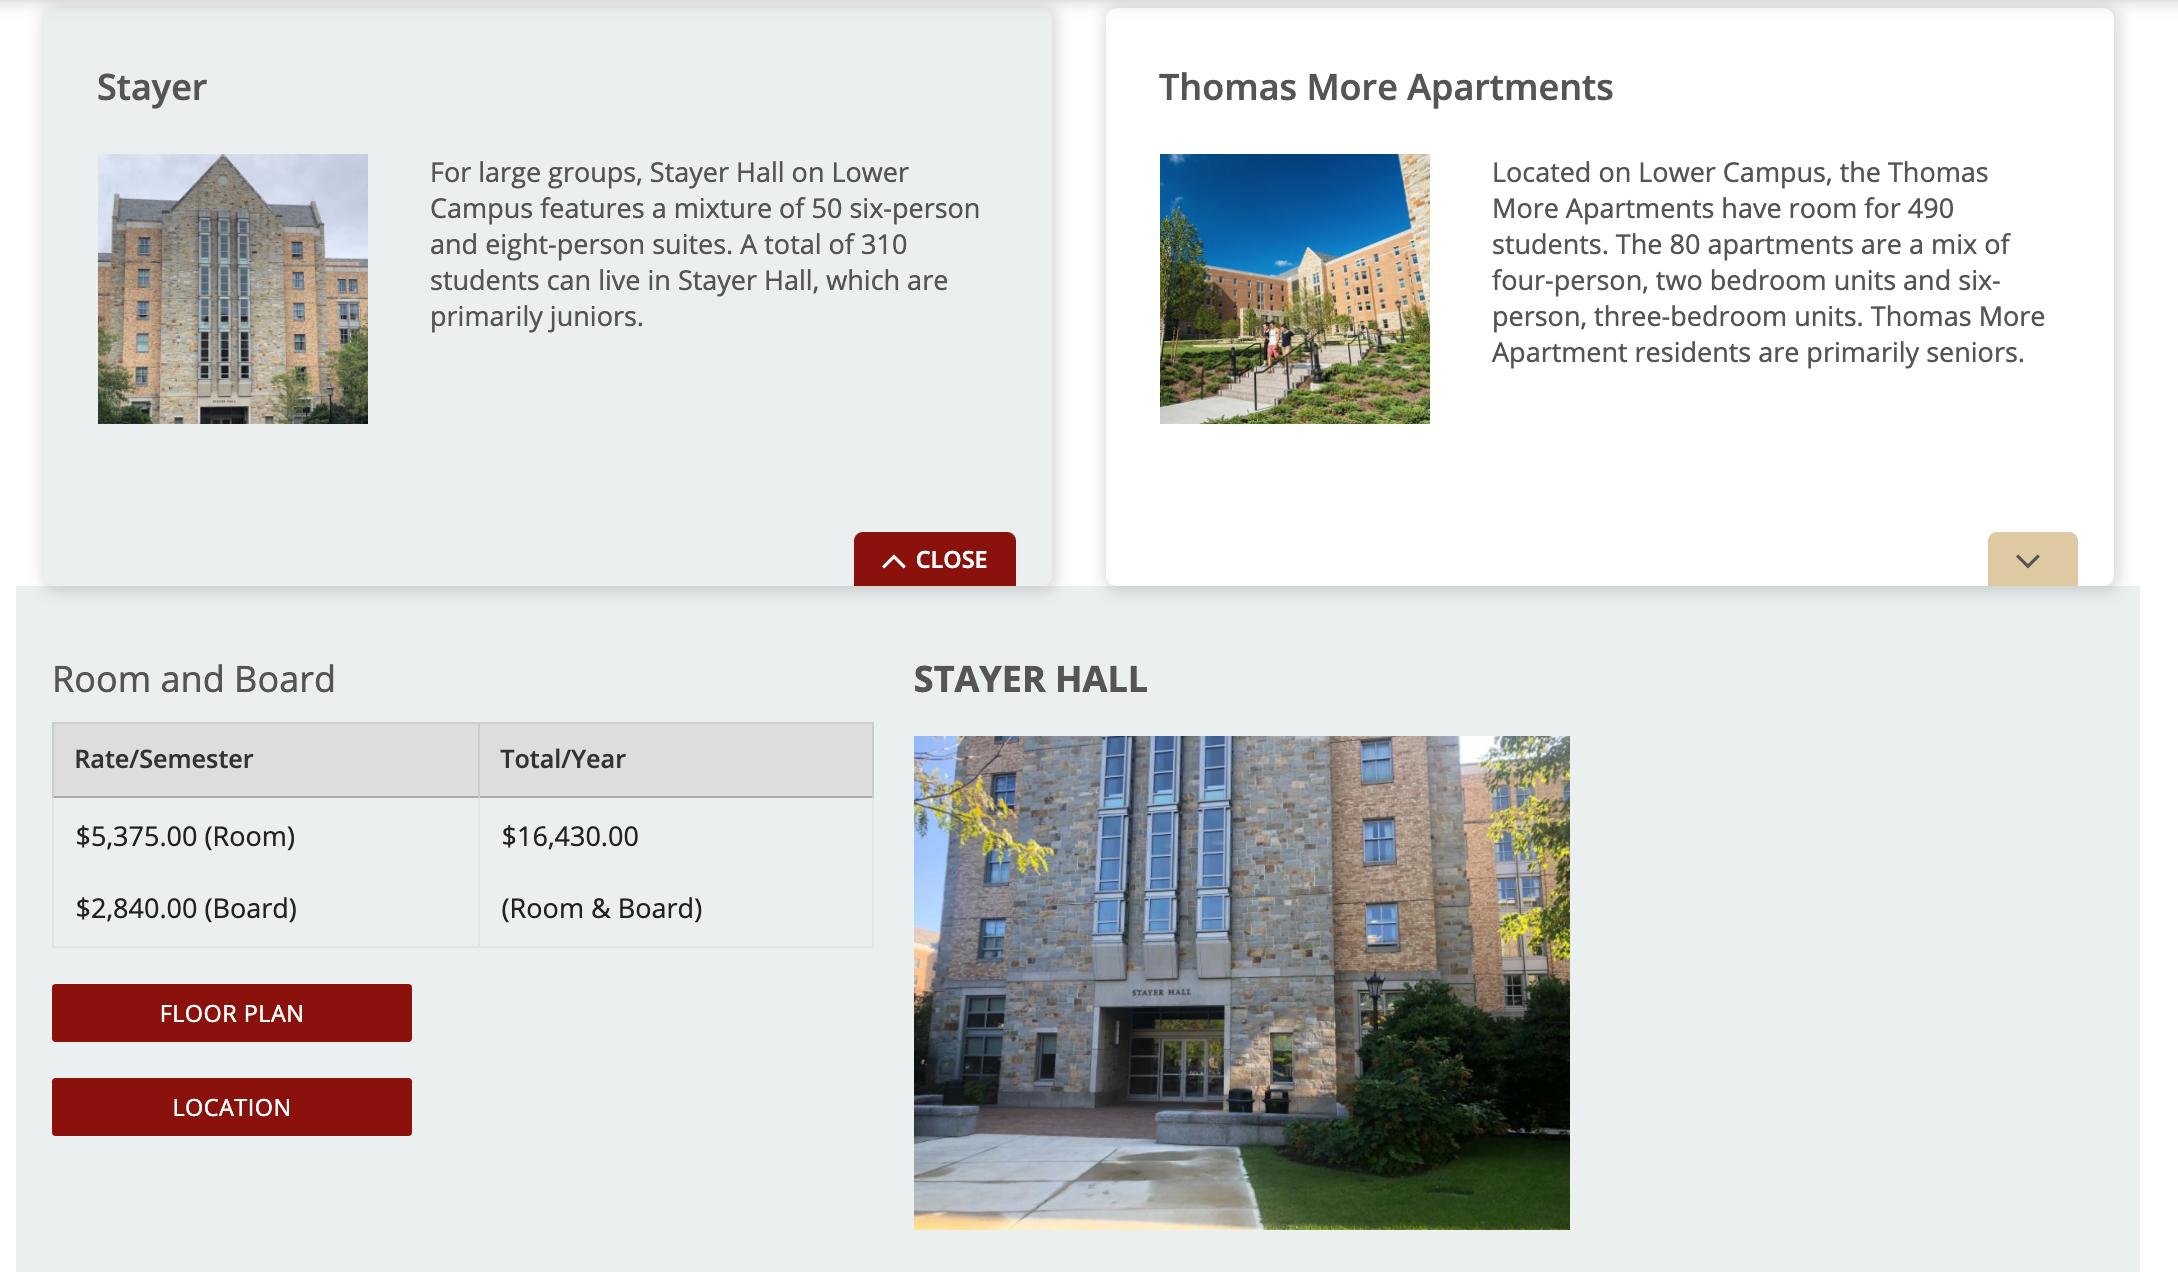 Stayer
For large groups, Stayer Hall on Lower
Campus features a mixture of 50 six-person
and eight-person suites. A total of 310
students can live in Stayer Hall, which are
primarily juniors.
CLOSE
Thomas More Apartments
Located on Lower Campus, the Thomas
More Apartments have room for 490
students. The 80 apartments are a mix of
four-person, two bedroom units and six-
person, three-bedroom units. Thomas More
Apartment residents are primarily seniors.
Room and Board
Rate/Semester Total/Year
$5,375.00 (Room) $16,430.00
$2,840.00 (Board) (Room & Board)
FLOOR PLAN
LOCATION
STAYER HALL
STAYER HALL